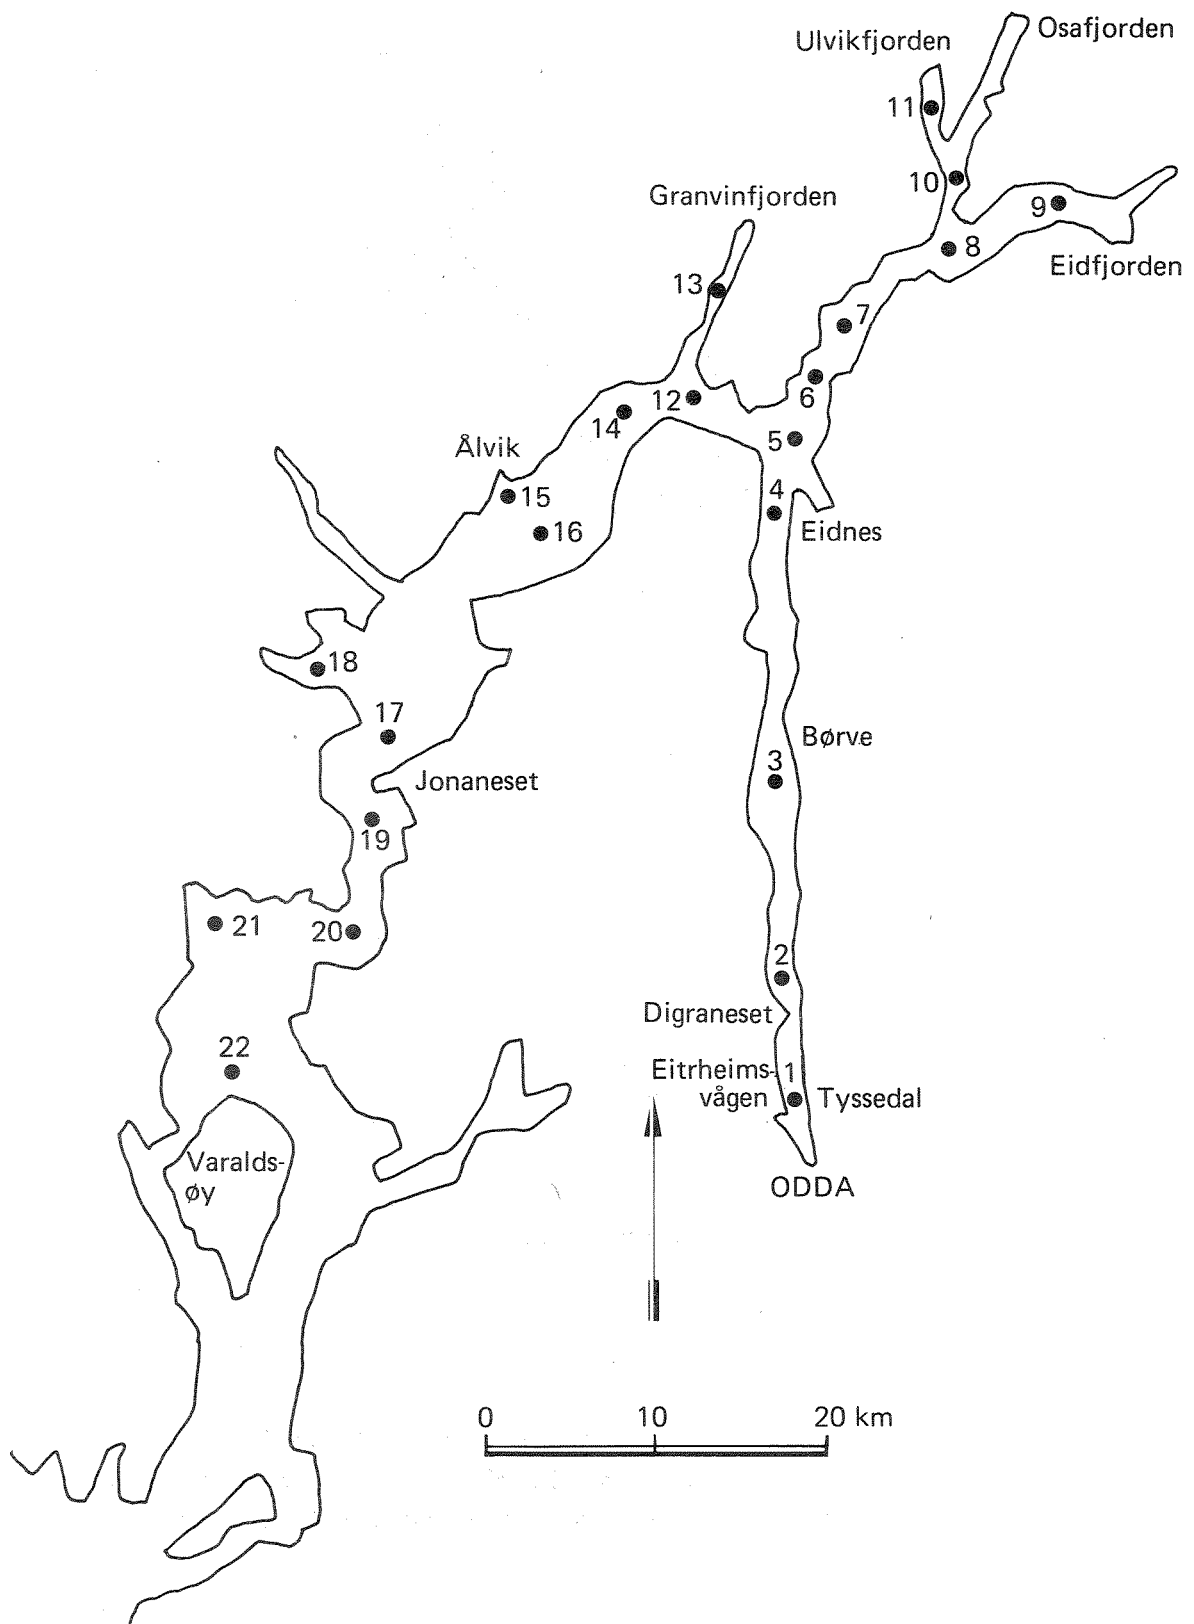 Osafjorden
Ulvikfjorden
11
10
Granvinfjorden
9
8
Eidfjorden
13
7
12
6
14
5
Ålvik
4
15
16
Eidnes
18
17
Børve
3
Jonaneset
19
21
20
2
Digraneset
22
Eitrheims-
vågen
1
Tyssedal
Varalds-
øy
ODDA
0 10 20 km